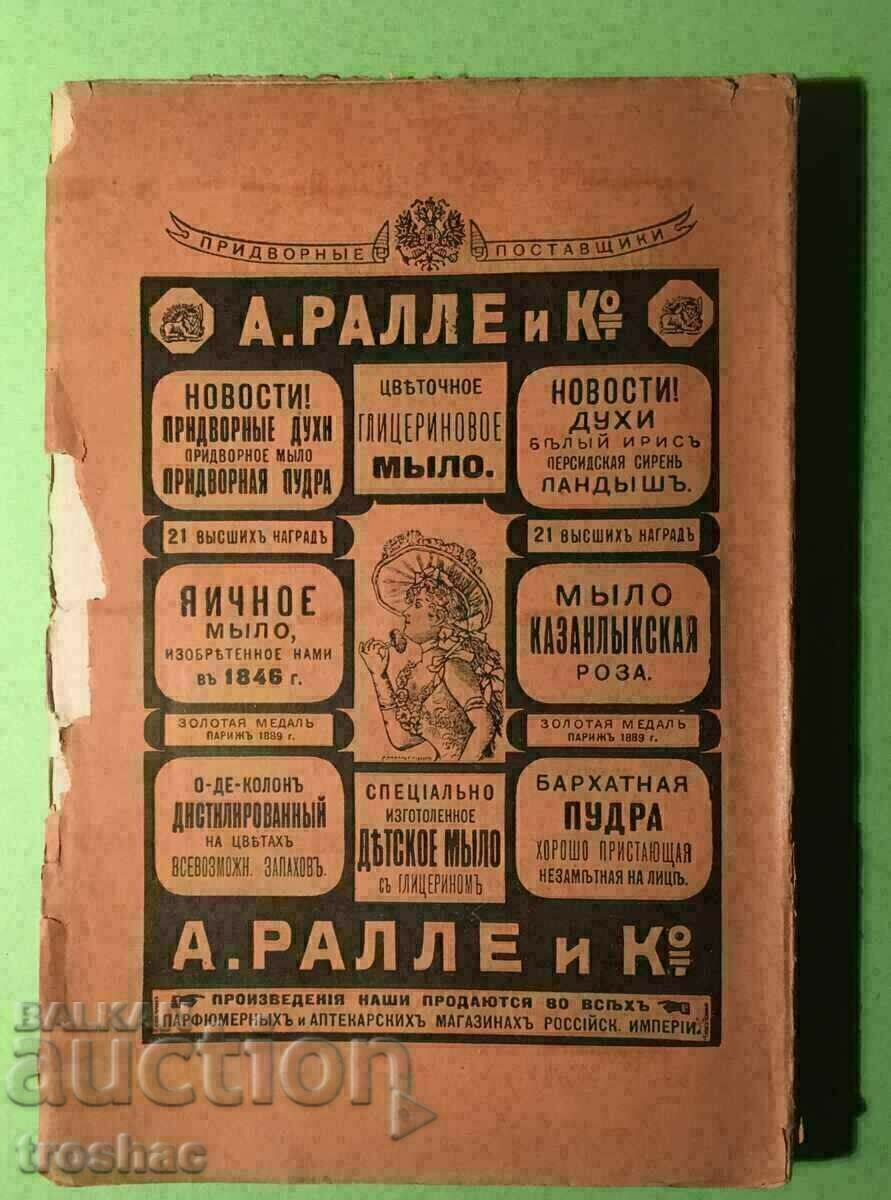 ПРИДВОРНЫЕ ПОСТАВЩИКИ
А.РАЛЛЕ и Кº
НОВОСТИ!
ПРИДВОРНЫЕ ДУХИ
ПРИДВОРНОЕ МЫЛО
ПРИДВОРНАЯ ПУДРА
ЦВѢТОЧНОЕ
ГЛИЦЕРИНОВОЕ
МЫЛО.
НОВОСТИ!
ДУХИ
БѢЛЫЙ ИРИСЪ
ПЕРСИДСКАЯ СИРЕНЬ
ЛАНДЫШЪ.
21 ВЫСШИХЪ НАГРАДЪ
21 ВЫСШИХЪ НАГРАДЪ
ЯИЧНОЕ
МЫЛО,
ИЗОБРѢТЕННОЕ НАМИ
ВЪ 1846 г.
МЫЛО
КАЗАНЛЫКСКАЯ
РОЗА.
ЗОЛОТАЯ МЕДАЛЬ
ПАРИЖЪ 1889 г.
ЗОЛОТАЯ МЕДАЛЬ
ПАРИЖЪ 1889 г.
О-ДЕ-КОЛОНЪ
ДИСТИЛИРОВАННЫЙ
НА ЦВѢТАХЪ
ВСЕВОЗМОЖН. ЗАПАХОВЪ.
СПЕЦІАЛЬНО
ИЗГОТОЛЕННОЕ
ДѢТСКОЕ МЫЛО
СЪ ГЛИЦЕРИНОМЪ
БАРХАТНАЯ
ПУДРА
ХОРОШО ПРИСТАЮЩАЯ
НЕЗАМѢТНАЯ НА ЛИЦѢ.
А.РАЛЛЕ и Кº
ПРОИЗВЕДЕНІЯ НАШИ ПРОДАЮТСЯ ВО ВСѢХЪ
ПАРФЮМЕРНЫХЪ и АПТЕКАРСКИХЪ МАГАЗИНАХЪ РОССІЙСК. ИМПЕРІИ.
BALKAN
auction
troshac